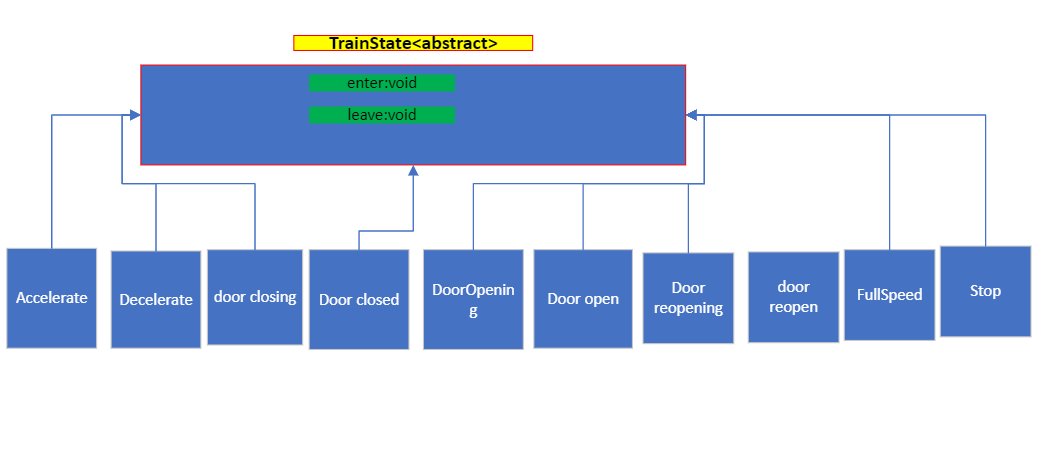 TrainState<abstract>
enter:void
leave:void
Accelerate
Decelerate
door closing
Door closed
DoorOpenin
g
Door open
Door
reopening
door
reopen
FullSpeed
Stop